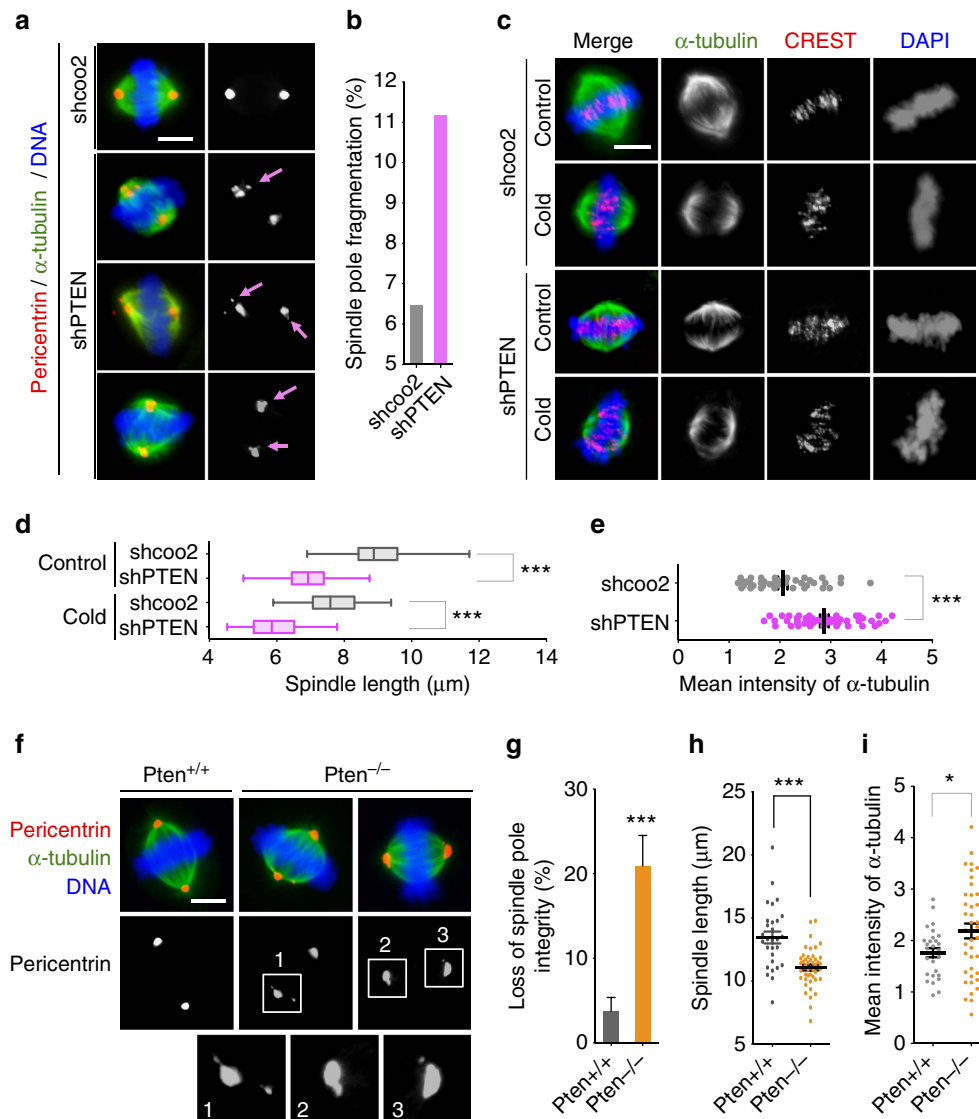 a
Pericentrin / α-tubulin / DNA
shcoo2
shPTEN
b
Spindle pole fragmentation (%)
12
11
10
9
8
7
6
5
shcoo2
shPTEN
c
Merge α-tubulin CREST DAPI
shcoo2
Control
Cold
shPTEN
Control
Cold
d
Control
shcoo2
shPTEN
Cold
shcoo2
shPTEN
***
***
4 6 8 10 12 14
Spindle length (μm)
e
shcoo2
shPTEN
***
0 1 2 3 4 5
Mean intensity of α-tubulin
f
Pten+/+ Pten−/−
Pericentrin
α-tubulin
DNA
Pericentrin
1 2 3
1 2 3
g
Loss of spindle pole
integrity (%)
30
20
10
0
***
Pten+/+
Pten−/−
h
Spindle length (μm)
25
20
15
10
5
***
Pten+/+
Pten−/−
i
Mean intensity of α-tubulin
5
4
3
2
1
0
*
Pten+/+
Pten−/−